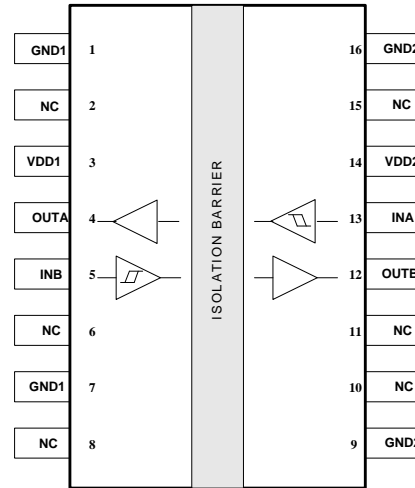 GND1 1 16 GND2
NC 2 15 NC
VDD1 3 14 VDD2
OUTA 4 13 INA
INB 5 12 OUTB
NC 6 11 NC
GND1 7 10 NC
NC 8 9 GND2
ISOLATION BARRIER